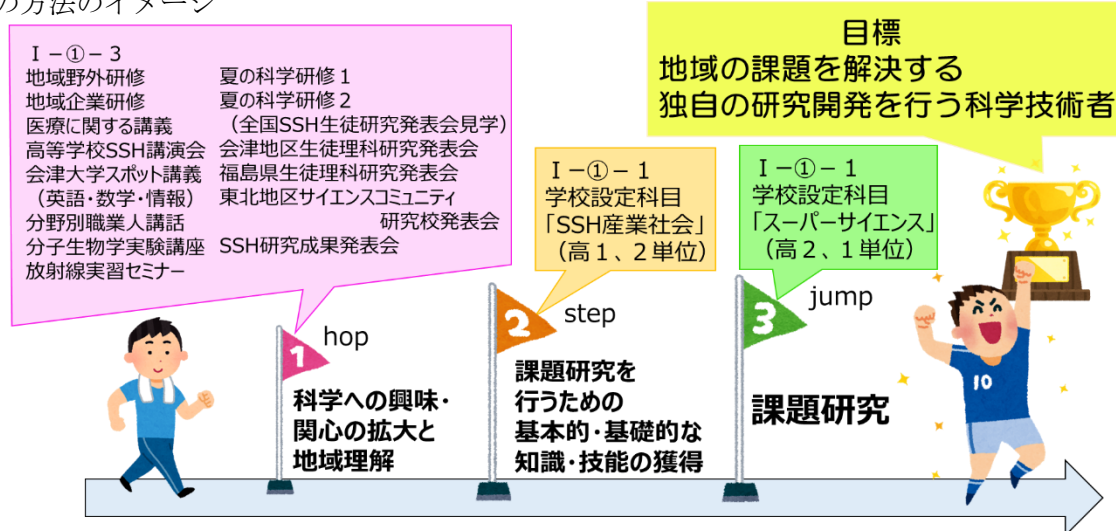 の方法のイメージ
Ⅰ－①－３
地域野外研修
地域企業研修
医療に関する講義
高等学校SSH講演会
会津大学スポット講義
（英語・数学・情報）
分野別職業人講話
分子生物学実験講座
放射線実習セミナー
夏の科学研修１
夏の科学研修２
（全国SSH生徒研究発表会見学）
会津地区生徒理科研究発表会
福島県生徒理科研究発表会
東北地区サイエンスコミュニティ
研究校発表会
SSH研究成果発表会
目標
地域の課題を解決する
独自の研究開発を行う科学技術者
Ⅰ－①－１
学校設定科目
「SSH産業社会」
（高１、２単位）
Ⅰ－①－１
学校設定科目
「スーパーサイエンス」
（高２、１単位）
1
hop
科学への興味・
関心の拡大と
地域理解
2
step
課題研究を
行うための
基本的・基礎的な
知識・技能の獲得
3
jump
課題研究
10